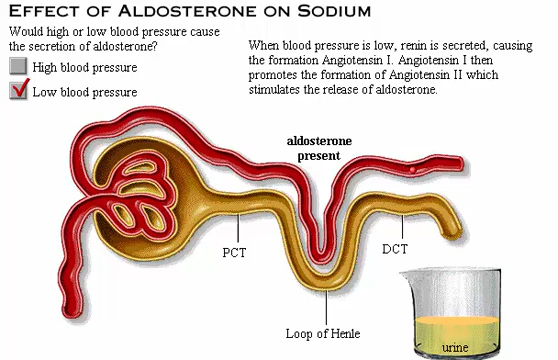 EFFECT OF ALDOSTERONE ON SODIUM
Would high or low blood pressure cause
the secretion of aldosterone?
High blood pressure
Low blood pressure
When blood pressure is low, renin is secreted, causing
the formation Angiotensin I. Angiotensin I then
promotes the formation of Angiotensin II which
stimulates the release of aldosterone.
aldosterone
present
PCT
DCT
Loop of Henle
urine